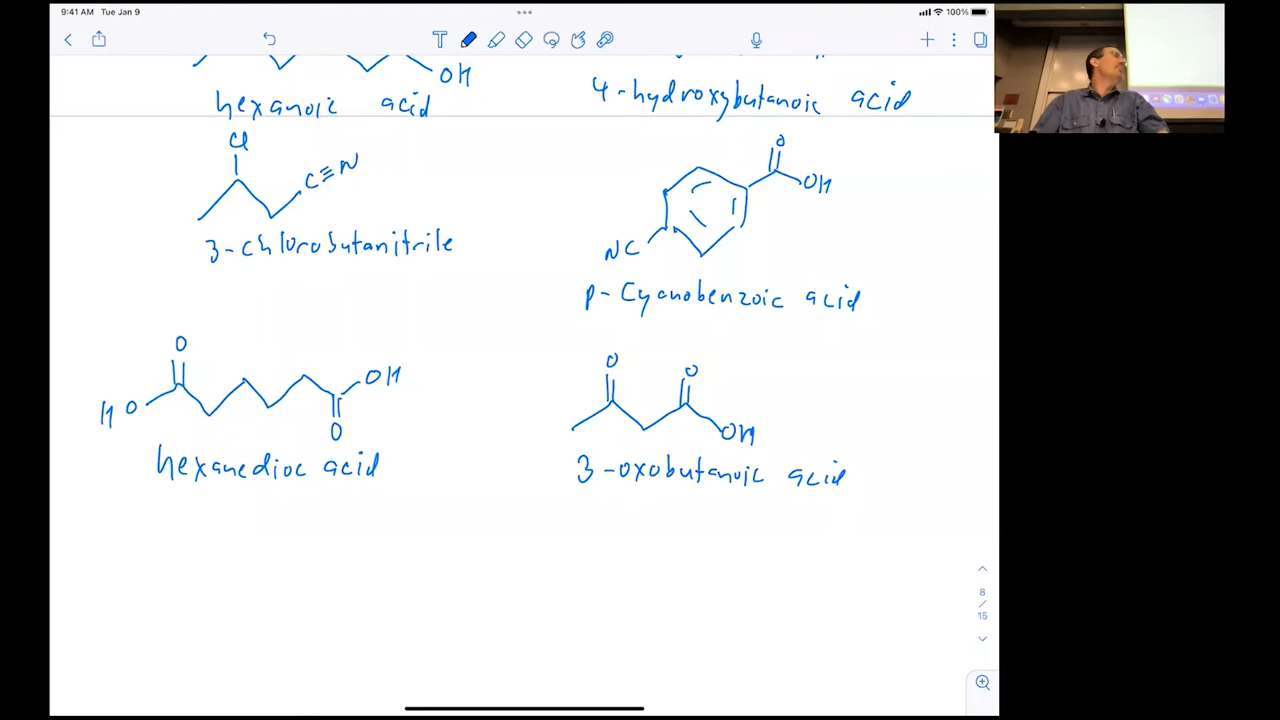 9:41 AM Tue Jan 9
100%
T
OH
hexanoic acid
4-hydroxybutanoic acid
Cl
C≡N
3-chlorobutanitrile
O
OH
NC
p-Cyanobenzoic acid
O
HO
OH
O
hexanedioc acid
O
O
OH
3-oxobutanoic acid
8
/
15